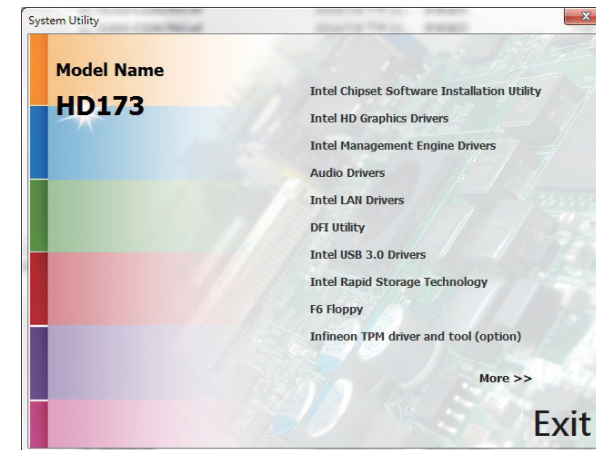 System Utility
Model Name
HD173
Intel Chipset Software Installation Utility
Intel HD Graphics Drivers
Intel Management Engine Drivers
Audio Drivers
Intel LAN Drivers
DFI Utility
Intel USB 3.0 Drivers
Intel Rapid Storage Technology
F6 Floppy
Infineon TPM driver and tool (option)
More >>
Exit